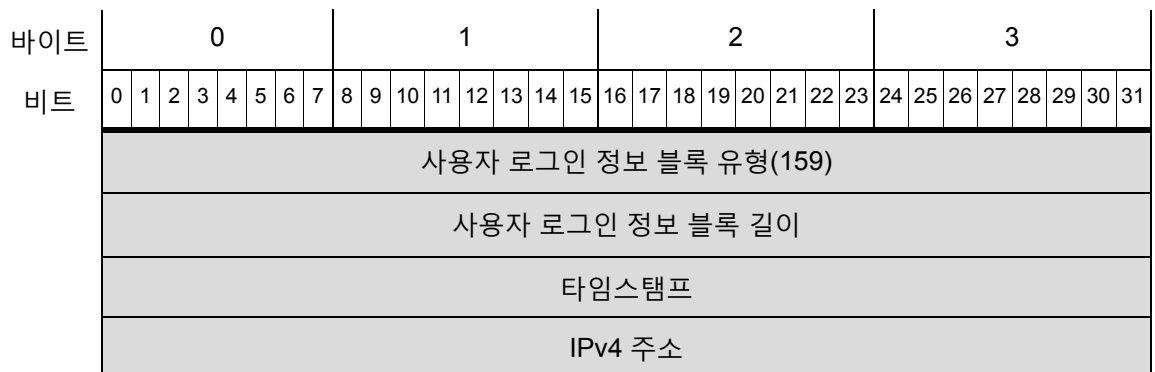 바이트 0 1 2 3
비트 0 1 2 3 4 5 6 7 8 9 10 11 12 13 14 15 16 17 18 19 20 21 22 23 24 25 26 27 28 29 30 31
사용자 로그인 정보 블록 유형(159)
사용자 로그인 정보 블록 길이
타임스탬프
IPv4 주소